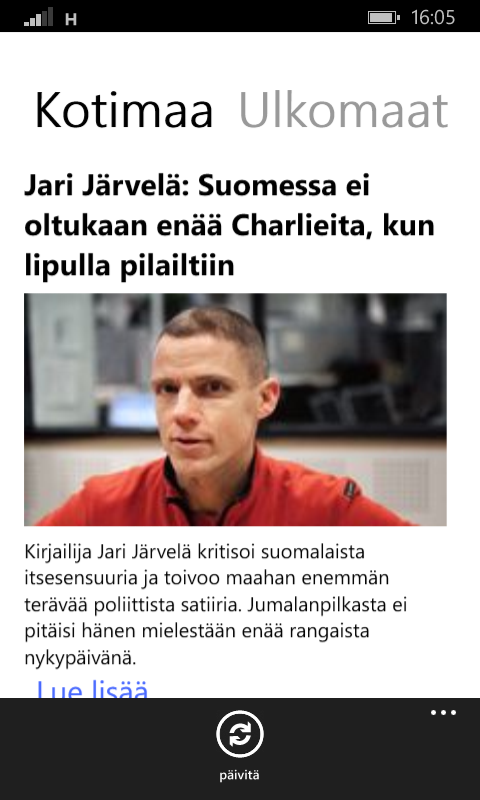 H 16:05
Kotimaa Ulkomaat
Jari Järvelä: Suomessa ei
oltukaan enää Charlieita, kun
lipulla pilailtiin
Kirjailija Jari Järvelä kritisoi suomalaista
itsesensuuria ja toivoo maahan enemmän
terävää poliittista satiiria. Jumalanpilkasta ei
pitäisi hänen mielestään enää rangaista
nykypäivänä.
Lue lisää
päivitä